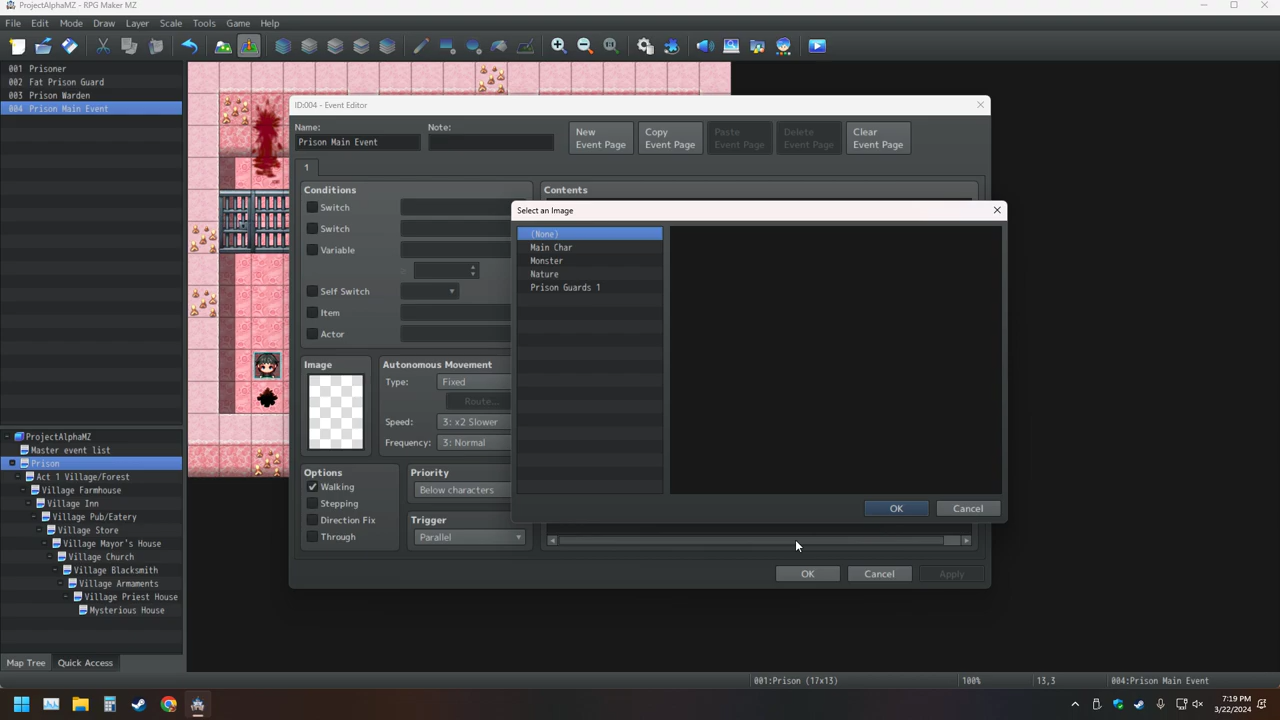 ProjectAlphaMZ - RPG Maker MZ
File Edit Mode Draw Layer Scale Tools Game Help
001 Prisoner
002 Fat Prison Guard
003 Prison Warden
004 Prison Main Event
ID:004 - Event Editor
Name:
Note:
Prison Main Event
New Event Page
Copy Event Page
Paste Event Page
Delete Event Page
Clear Event Page
1
Conditions
Switch
Switch
Variable
Self Switch
Item
Actor
Contents
Select an Image
(None)
Main Char
Monster
Nature
Prison Guards 1
OK Cancel
Image
Autonomous Movement
Type: Fixed
Route...
Speed: 3: x2 Slower
Frequency: 3: Normal
Options
Walking
Stepping
Direction Fix
Through
Priority
Below characters
Trigger
Parallel
OK Cancel Apply
ProjectAlphaMZ
Master event list
Prison
Act 1 Village/Forest
Village Farmhouse
Village Inn
Village Pub/Eatery
Village Store
Village Mayor's House
Village Church
Village Blacksmith
Village Armaments
Village Priest House
Mysterious House
Map Tree Quick Access
001:Prison (17x13) 100% 13,3 004:Prison Main Event
7:19 PM
3/22/2024